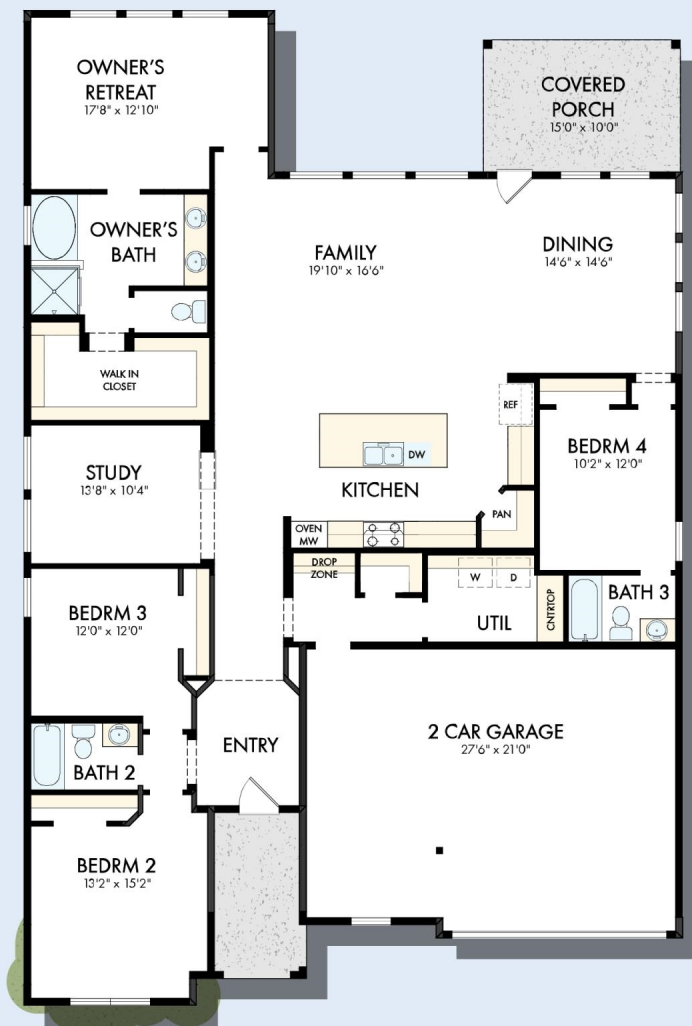 OWNER'S
RETREAT
17'8" x 12'10"
COVERED
PORCH
15'0" x 10'0"
OWNER'S
BATH
FAMILY
19'10" x 16'6"
DINING
14'6" x 14'6"
WALK IN
CLOSET
REF
BEDRM 4
10'2" x 12'0"
DW
STUDY
13'8" x 10'4"
KITCHEN
PAN
OVEN
MW
DROP
ZONE
W
D
BEDRM 3
12'0" x 12'0"
UTIL
CNTRTOP
BATH 3
ENTRY
2 CAR GARAGE
27'6" x 21'0"
BATH 2
BEDRM 2
13'2" x 15'2"